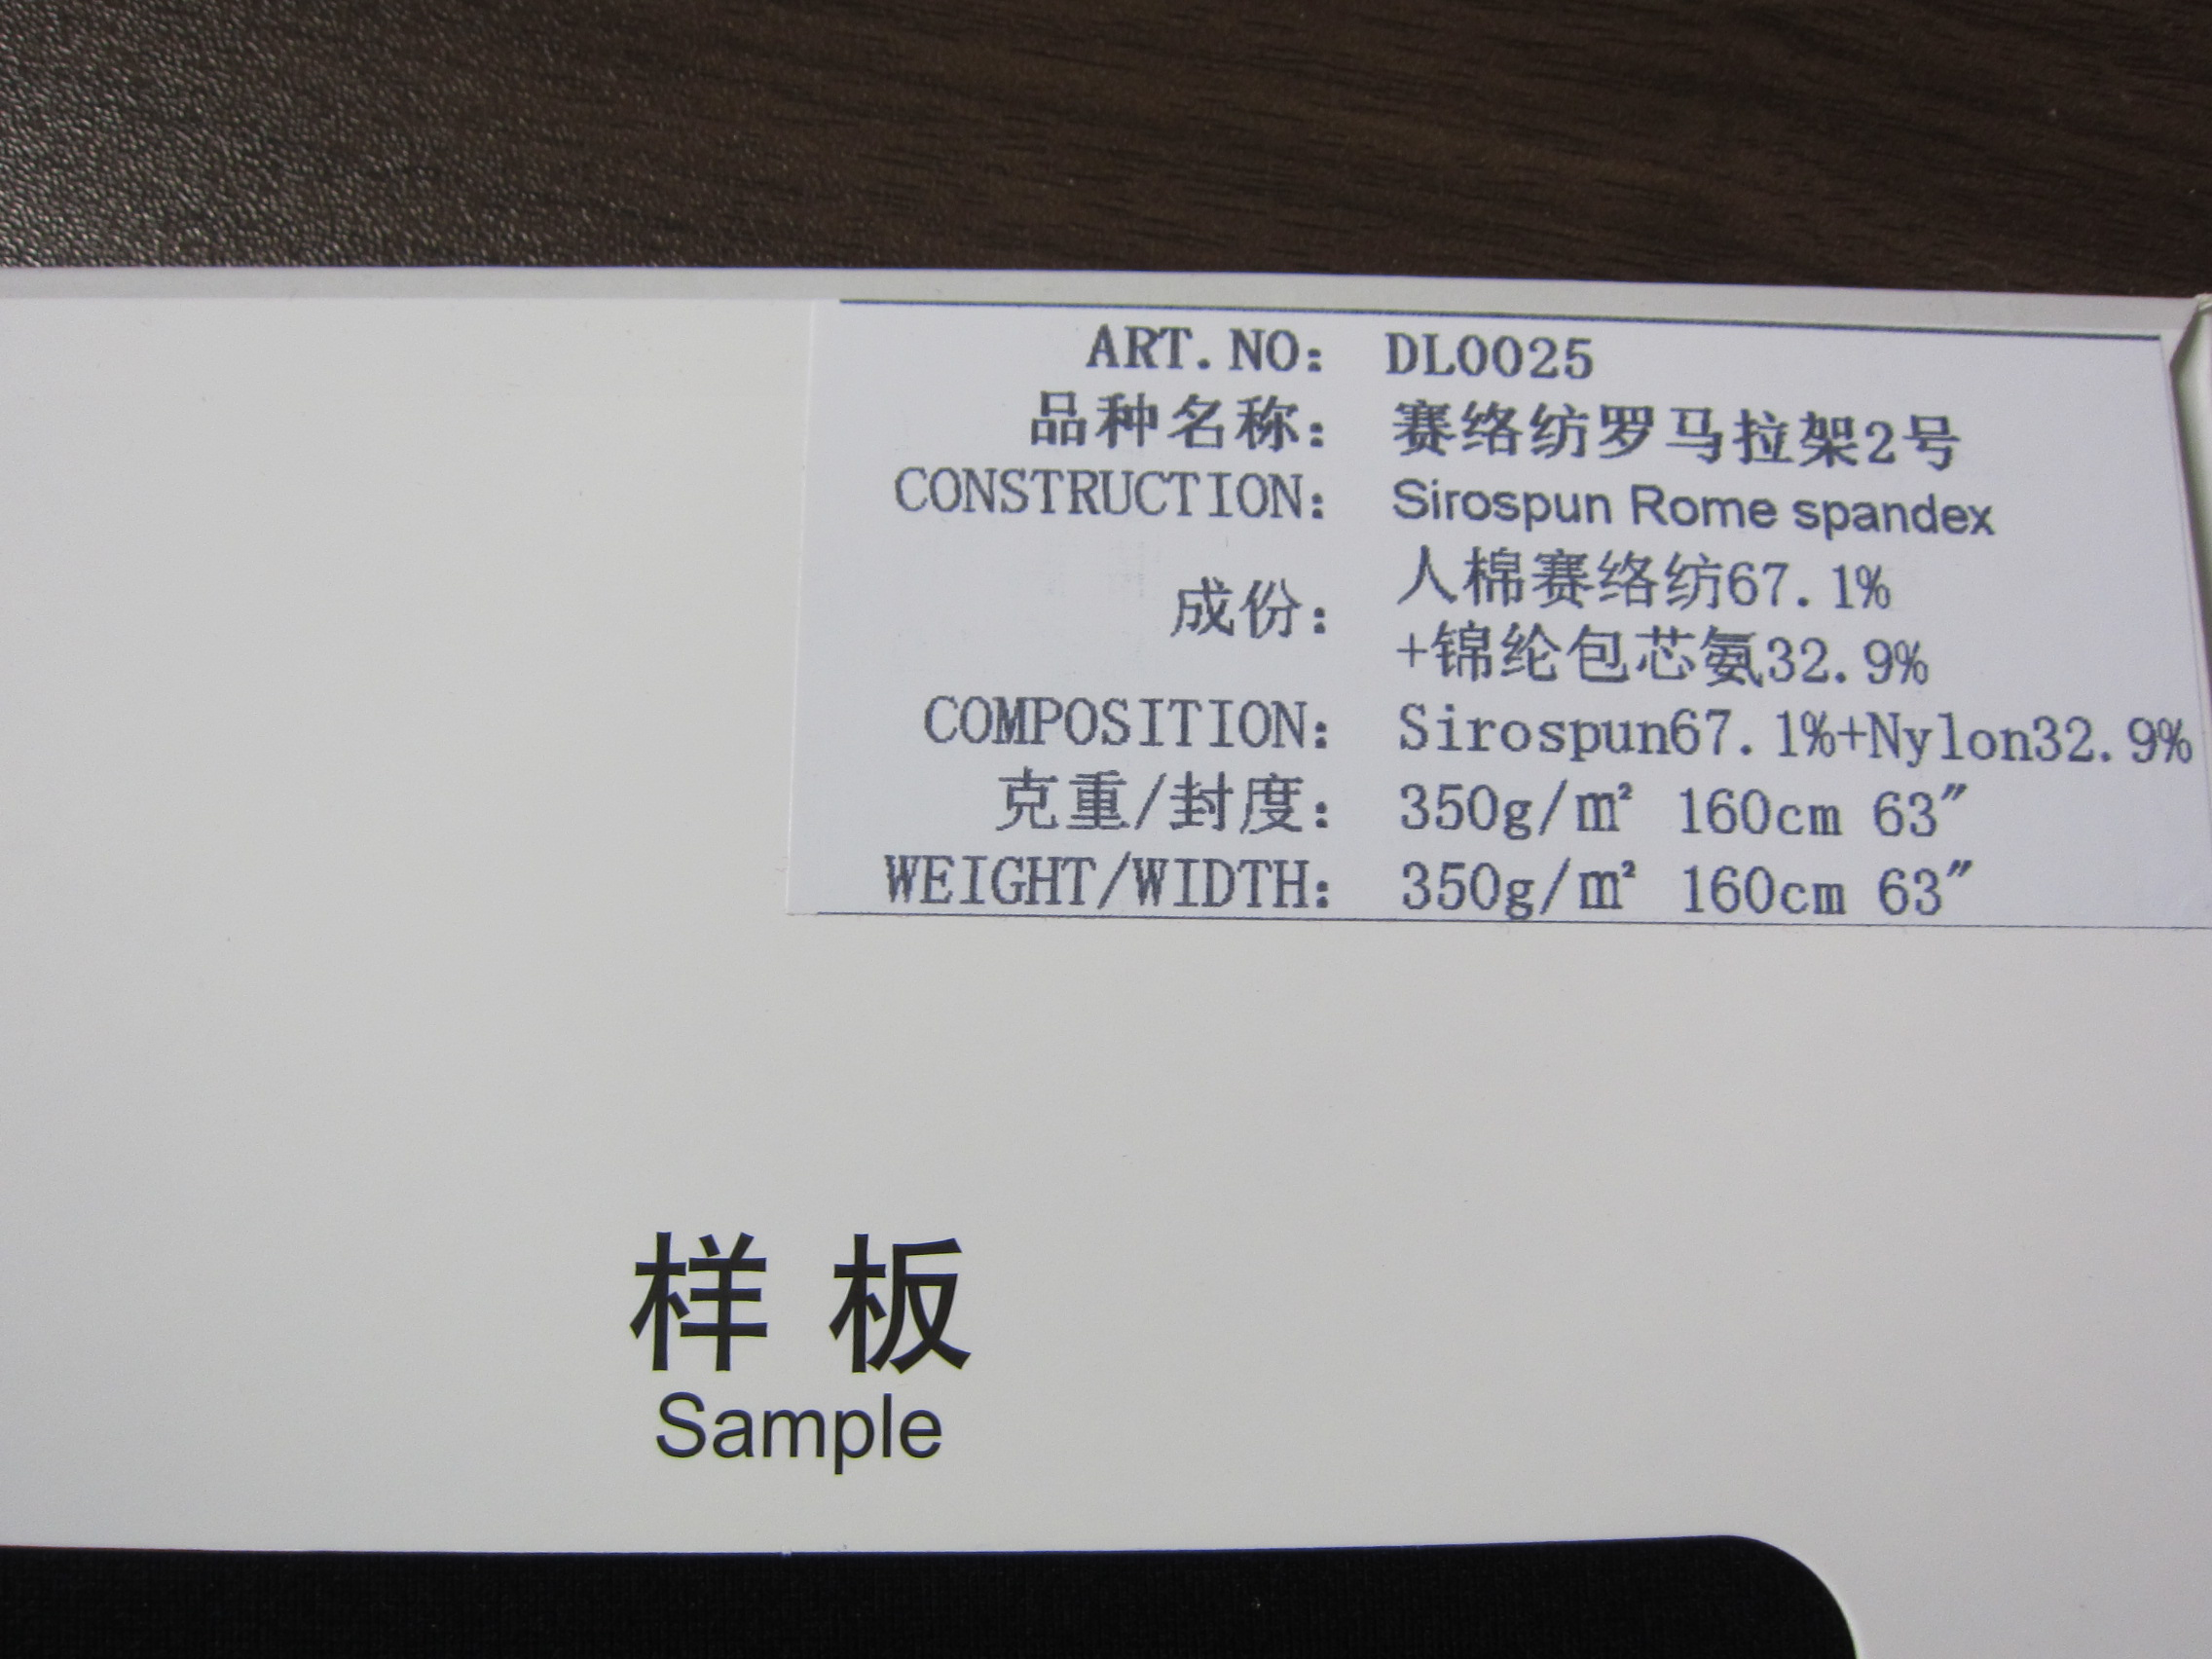 ART.NO: DL0025
品种名称: 赛络纺罗马拉架2号
CONSTRUCTION: Sirospun Rome spandex
成份: 人棉赛络纺67.1%
+锦纶包芯氨32.9%
COMPOSITION: Sirospun67.1%+Nylon32.9%
克重/封度: 350g/m² 160cm 63″
WEIGHT/WIDTH: 350g/m² 160cm 63″
样板
Sample